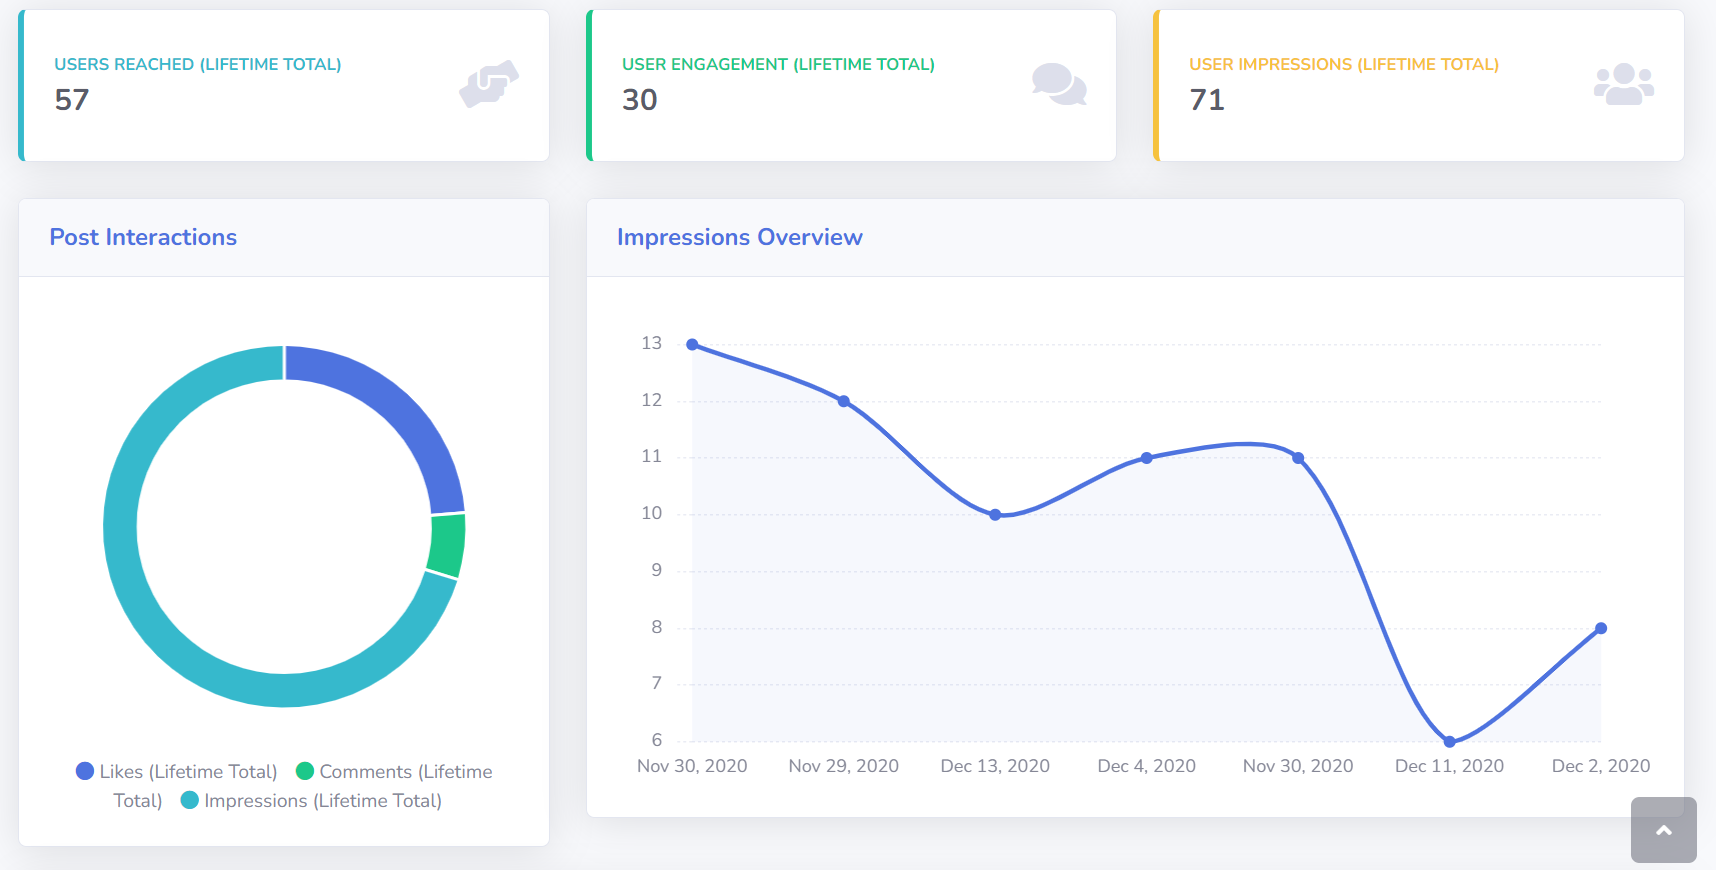 USERS REACHED (LIFETIME TOTAL)
57
USER ENGAGEMENT (LIFETIME TOTAL)
30
USER IMPRESSIONS (LIFETIME TOTAL)
71
Post Interactions
Likes (Lifetime Total) Comments (Lifetime
Total) Impressions (Lifetime Total)
Impressions Overview
13
12
11
10
9
8
7
6
Nov 30, 2020 Nov 29, 2020 Dec 13, 2020 Dec 4, 2020 Nov 30, 2020 Dec 11, 2020 Dec 2, 2020